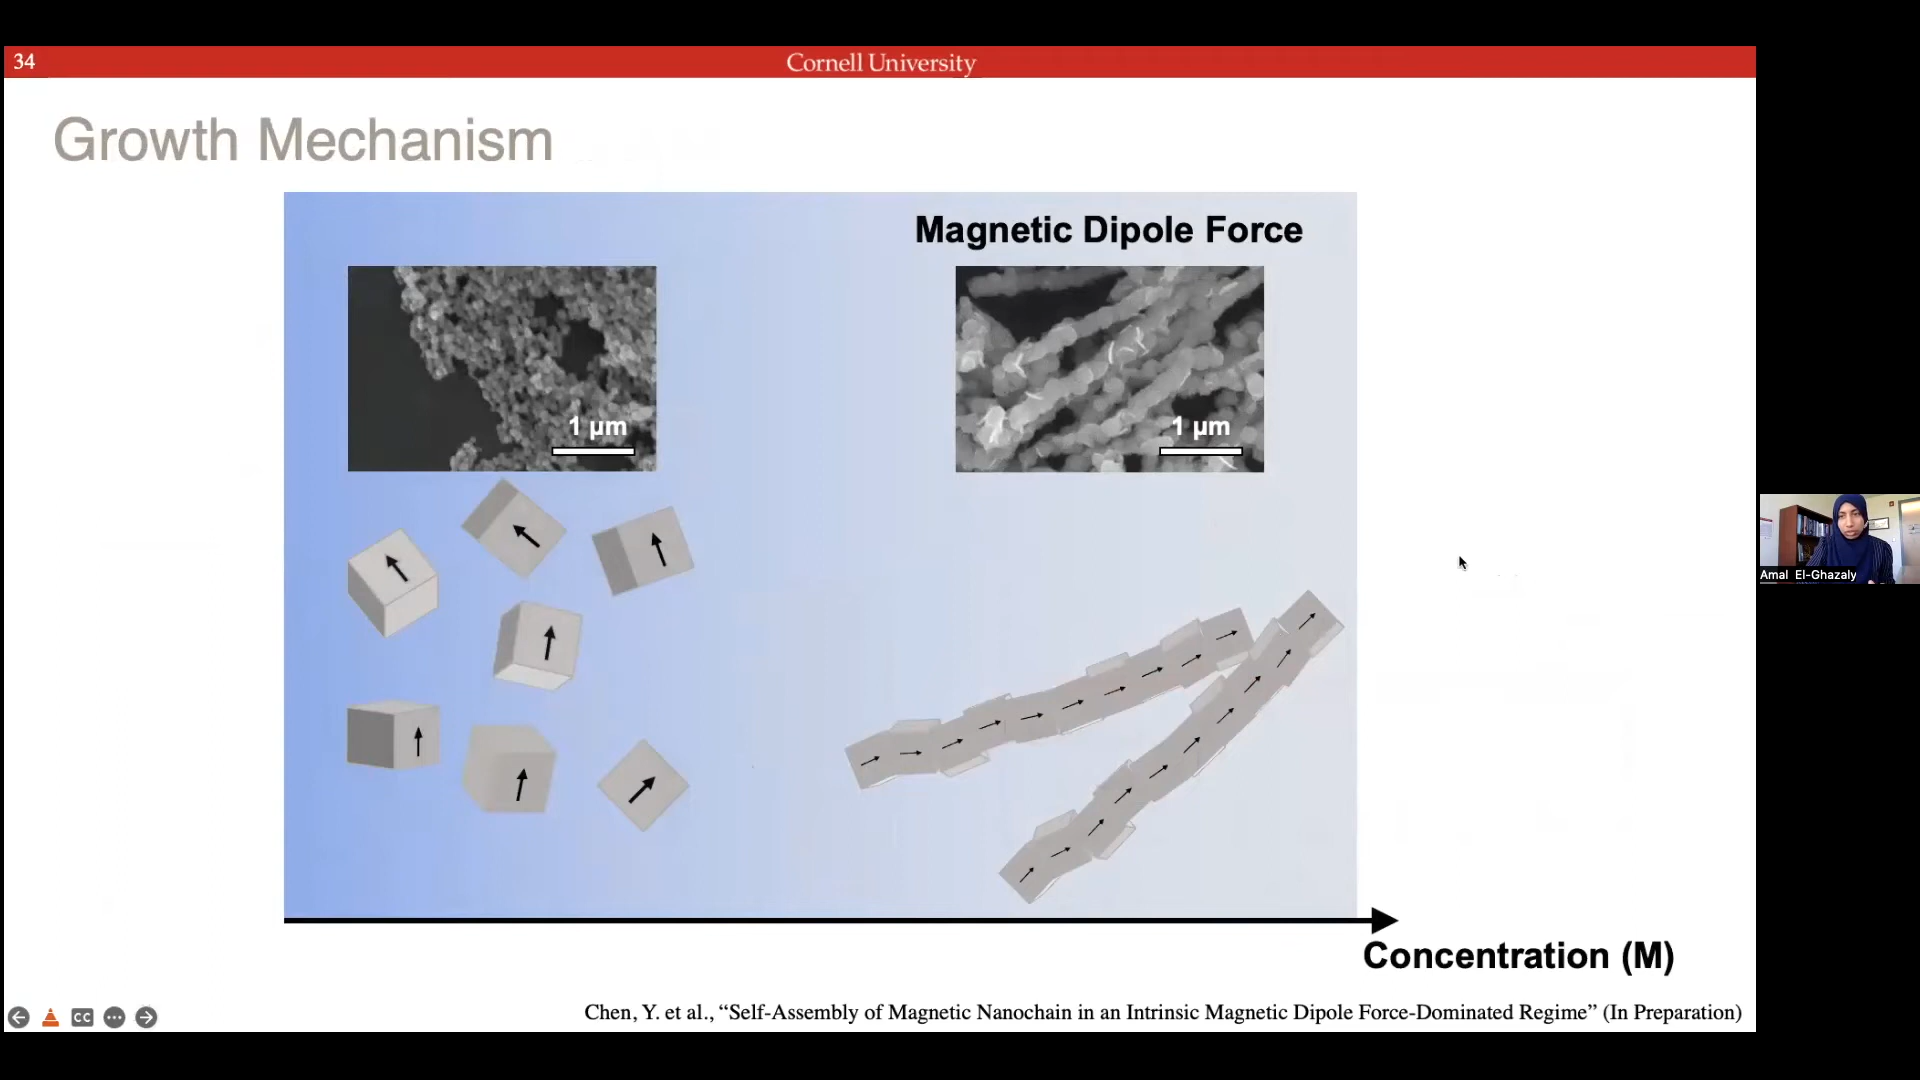 34
Cornell University
Growth Mechanism
Magnetic Dipole Force
1 µm
1 µm
Amal El-Ghazaly
Concentration (M)
CC
Chen, Y. et al., “Self-Assembly of Magnetic Nanochain in an Intrinsic Magnetic Dipole Force-Dominated Regime” (In Preparation)